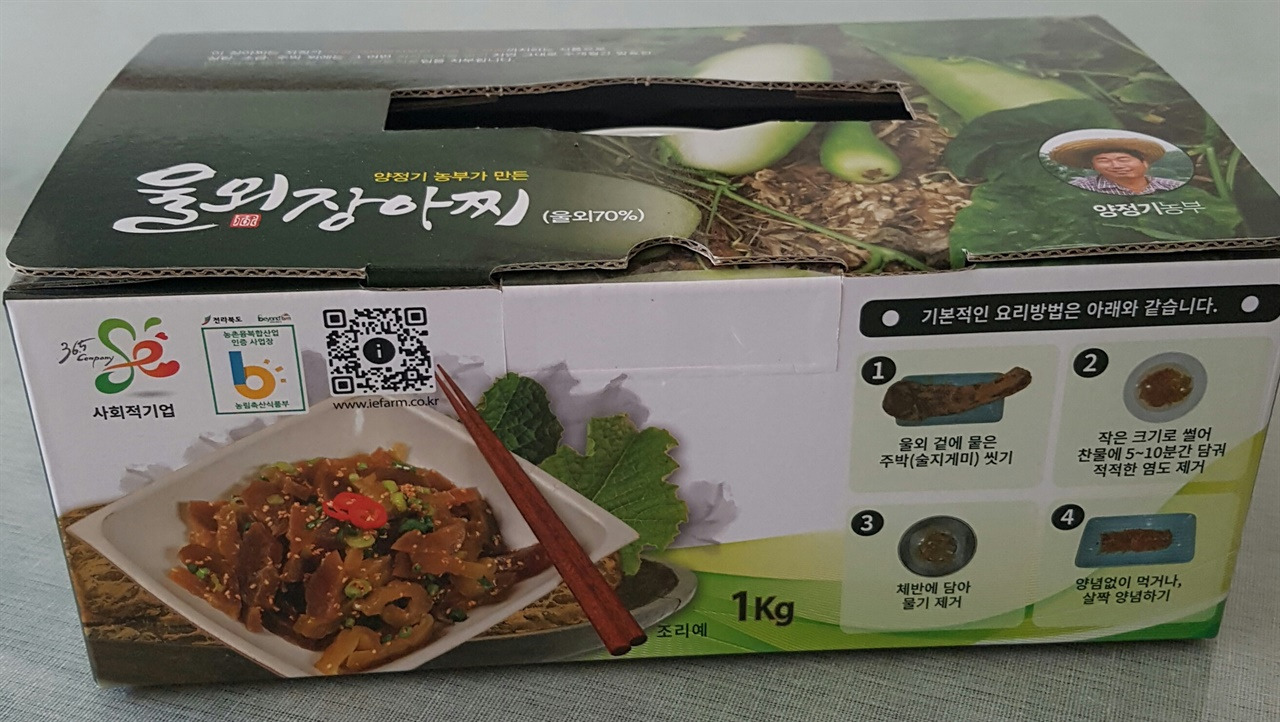 양정기 농부가 만든
울외장아찌 (울외70%)
양정기농부
365 Company
사회적기업
전라북도
농촌융복합산업
인증 사업장
농림축산식품부
www.iefarm.co.kr
기본적인 요리방법은 아래와 같습니다.
1
울외 겉에 뭍은
주박(술지게미) 씻기
2
작은 크기로 썰어
찬물에 5~10분간 담궈
적적한 염도 제거
3
체반에 담아
물기 제거
4
양념없이 먹거나,
살짝 양념하기
조리예
1Kg